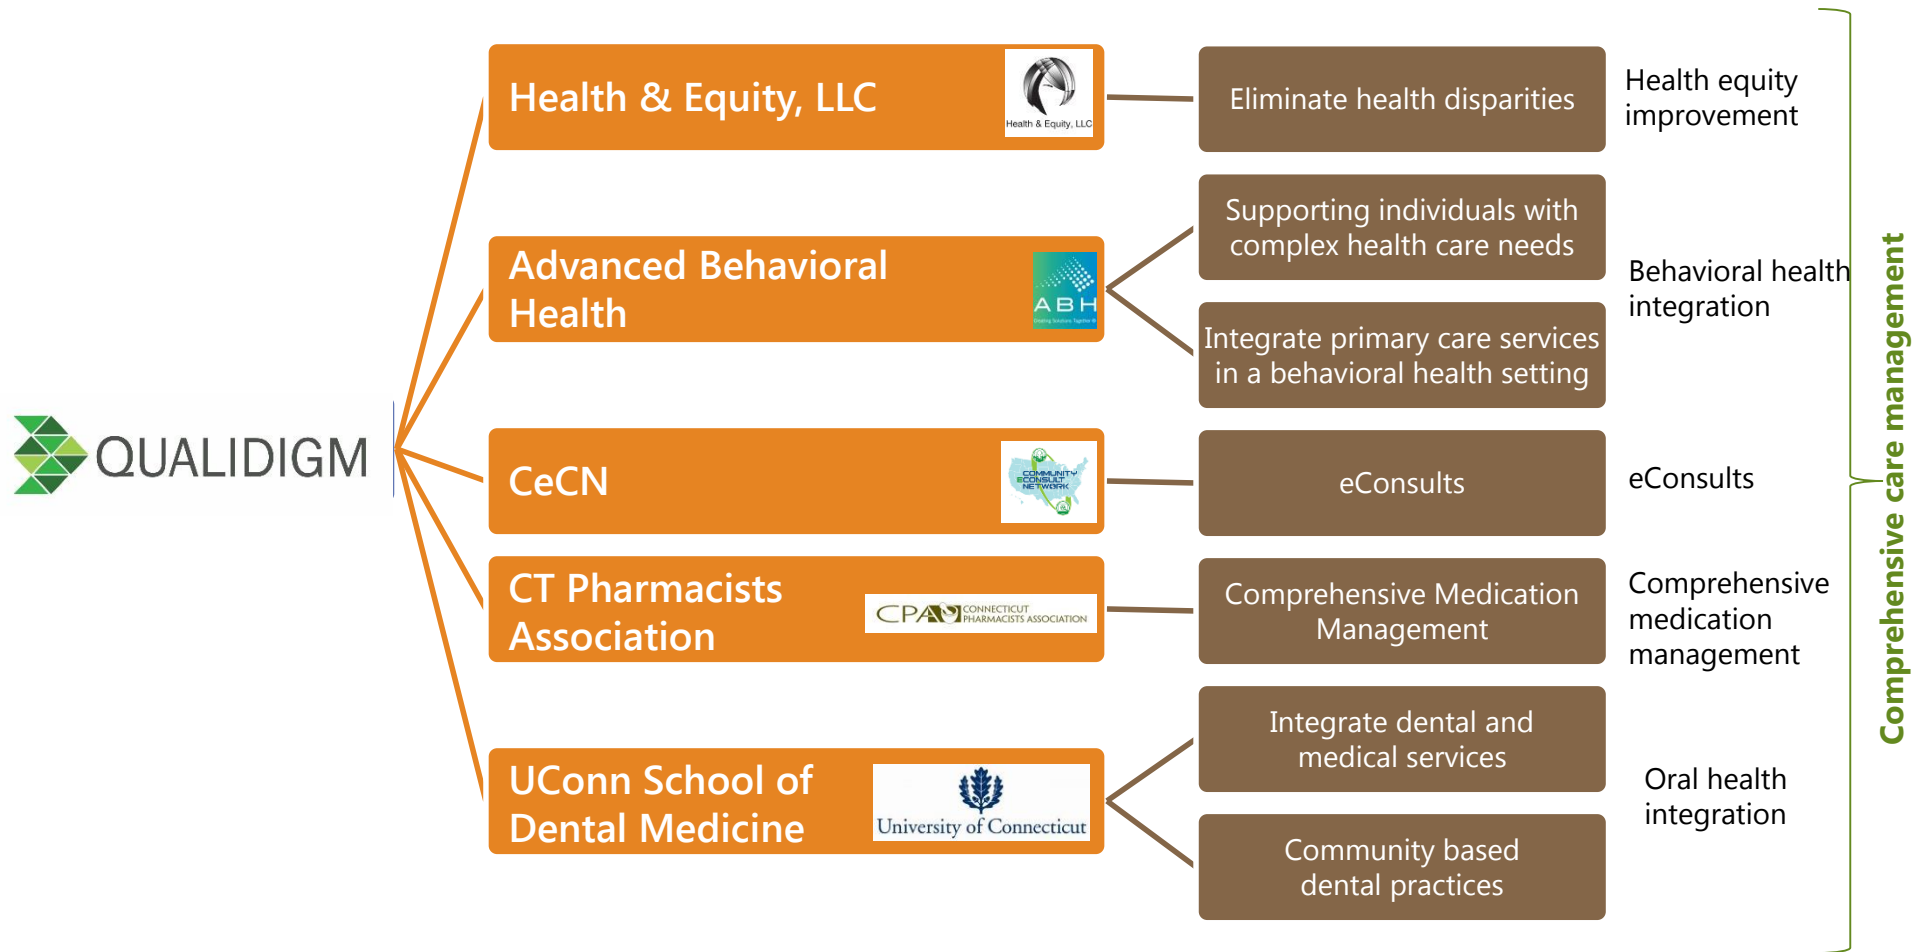 QUALIDIGM
Health & Equity, LLC
Health & Equity, LLC
Eliminate health disparities
Health equity
improvement
Advanced Behavioral
Health
ABH
Creating Solutions Together
Supporting individuals with
complex health care needs
Integrate primary care services
in a behavioral health setting
Behavioral health
integration
CeCN
COMMUNITY
ECONSULT
NETWORK
eConsults
eConsults
CT Pharmacists
Association
CPA
CONNECTICUT
PHARMACISTS ASSOCIATION
Comprehensive Medication
Management
Comprehensive
medication
management
UConn School of
Dental Medicine
University of Connecticut
Integrate dental and
medical services
Community based
dental practices
Oral health
integration
Comprehensive care management